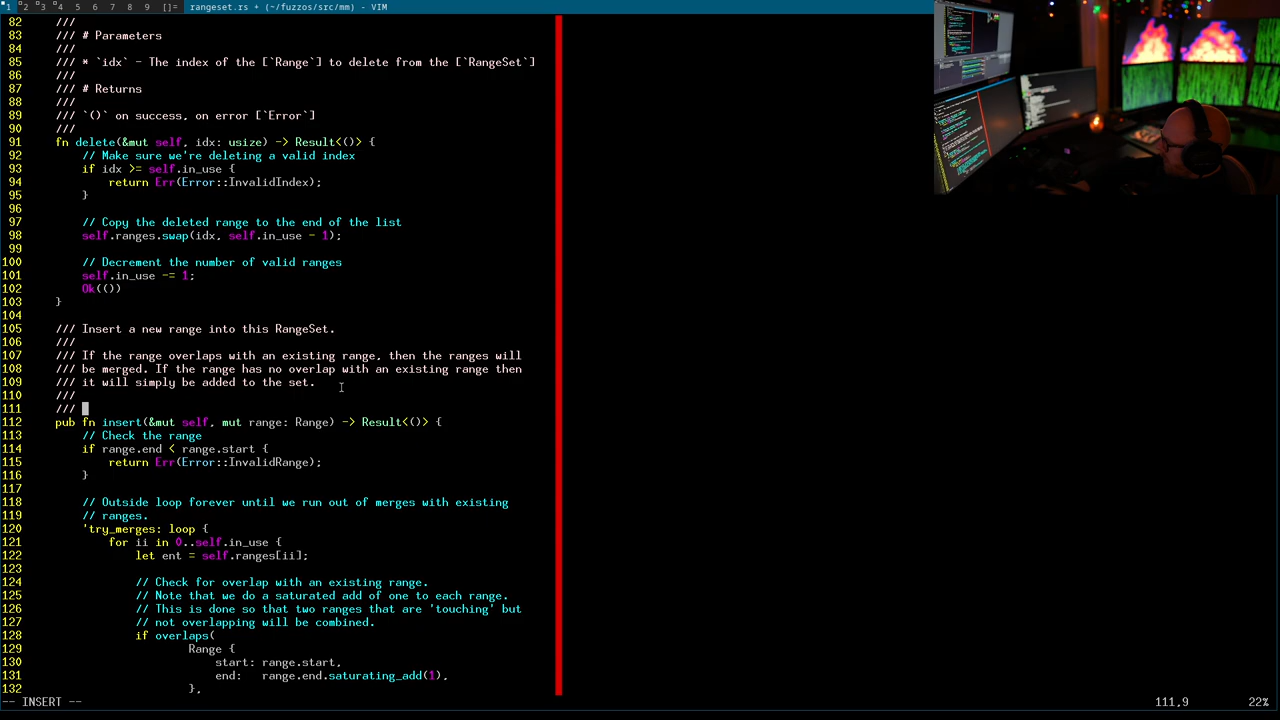 1 2 3 4 5 6 7 8 9 []= rangeset.rs + (~/fuzzos/src/mm) - VIM
82 ///
83 /// # Parameters
84 ///
85 /// * `idx` - The index of the [`Range`] to delete from the [`RangeSet`]
86 ///
87 /// # Returns
88 ///
89 /// `()` on success, on error [`Error`]
90 ///
91 fn delete(&mut self, idx: usize) -> Result<()> {
92 // Make sure we're deleting a valid index
93 if idx >= self.in_use {
94 return Err(Error::InvalidIndex);
95 }
96
97 // Copy the deleted range to the end of the list
98 self.ranges.swap(idx, self.in_use - 1);
99
100 // Decrement the number of valid ranges
101 self.in_use -= 1;
102 Ok(())
103 }
104
105 /// Insert a new range into this RangeSet.
106 ///
107 /// If the range overlaps with an existing range, then the ranges will
108 /// be merged. If the range has no overlap with an existing range then
109 /// it will simply be added to the set.
110 ///
111 ///
112 pub fn insert(&mut self, mut range: Range) -> Result<()> {
113 // Check the range
114 if range.end < range.start {
115 return Err(Error::InvalidRange);
116 }
117
118 // Outside loop forever until we run out of merges with existing
119 // ranges.
120 'try_merges: loop {
121 for ii in 0..self.in_use {
122 let ent = self.ranges[ii];
123
124 // Check for overlap with an existing range.
125 // Note that we do a saturated add of one to each range.
126 // This is done so that two ranges that are 'touching' but
127 // not overlapping will be combined.
128 if overlaps(
129 Range {
130 start: range.start,
131 end: range.end.saturating_add(1),
132 },
-- INSERT -- 111,9 22%